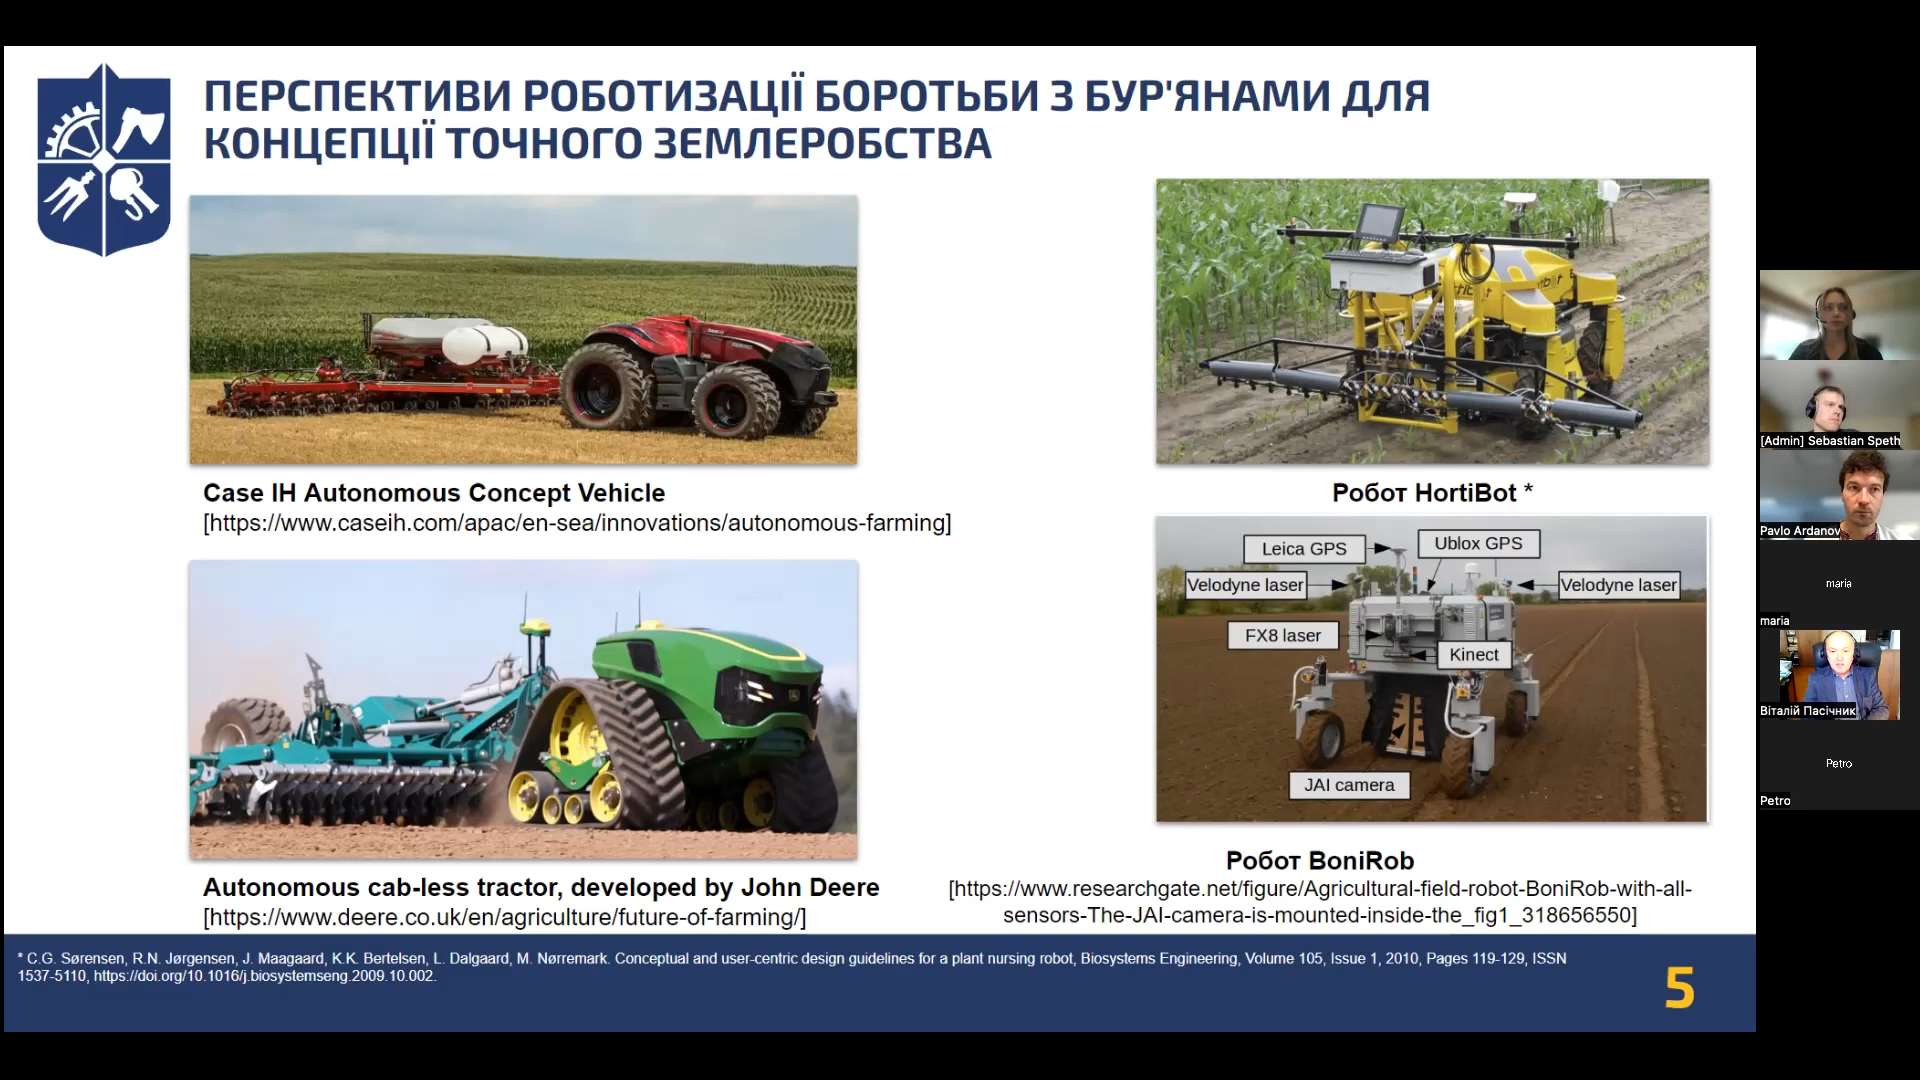 ПЕРСПЕКТИВИ РОБОТИЗАЦІЇ БОРОТЬБИ З БУР'ЯНАМИ ДЛЯ
КОНЦЕПЦІЇ ТОЧНОГО ЗЕМЛЕРОБСТВА
Case IH Autonomous Concept Vehicle
[https://www.caseih.com/apac/en-sea/innovations/autonomous-farming]
Autonomous cab-less tractor, developed by John Deere
[https://www.deere.co.uk/en/agriculture/future-of-farming/]
Робот HortiBot *
Leica GPS
Ublox GPS
Velodyne laser
Velodyne laser
FX8 laser
Kinect
JAI camera
Робот BoniRob
[https://www.researchgate.net/figure/Agricultural-field-robot-BoniRob-with-all-
sensors-The-JAI-camera-is-mounted-inside-the_fig1_318656550]
* C.G. Sørensen, R.N. Jørgensen, J. Maagaard, K.K. Bertelsen, L. Dalgaard, M. Nørremark. Conceptual and user-centric design guidelines for a plant nursing robot, Biosystems Engineering, Volume 105, Issue 1, 2010, Pages 119-129, ISSN
1537-5110, https://doi.org/10.1016/j.biosystemseng.2009.10.002.
5
[Admin] Sebastian Speth
Pavlo Ardanov
maria
maria
Віталій Пасічник
Petro
Petro